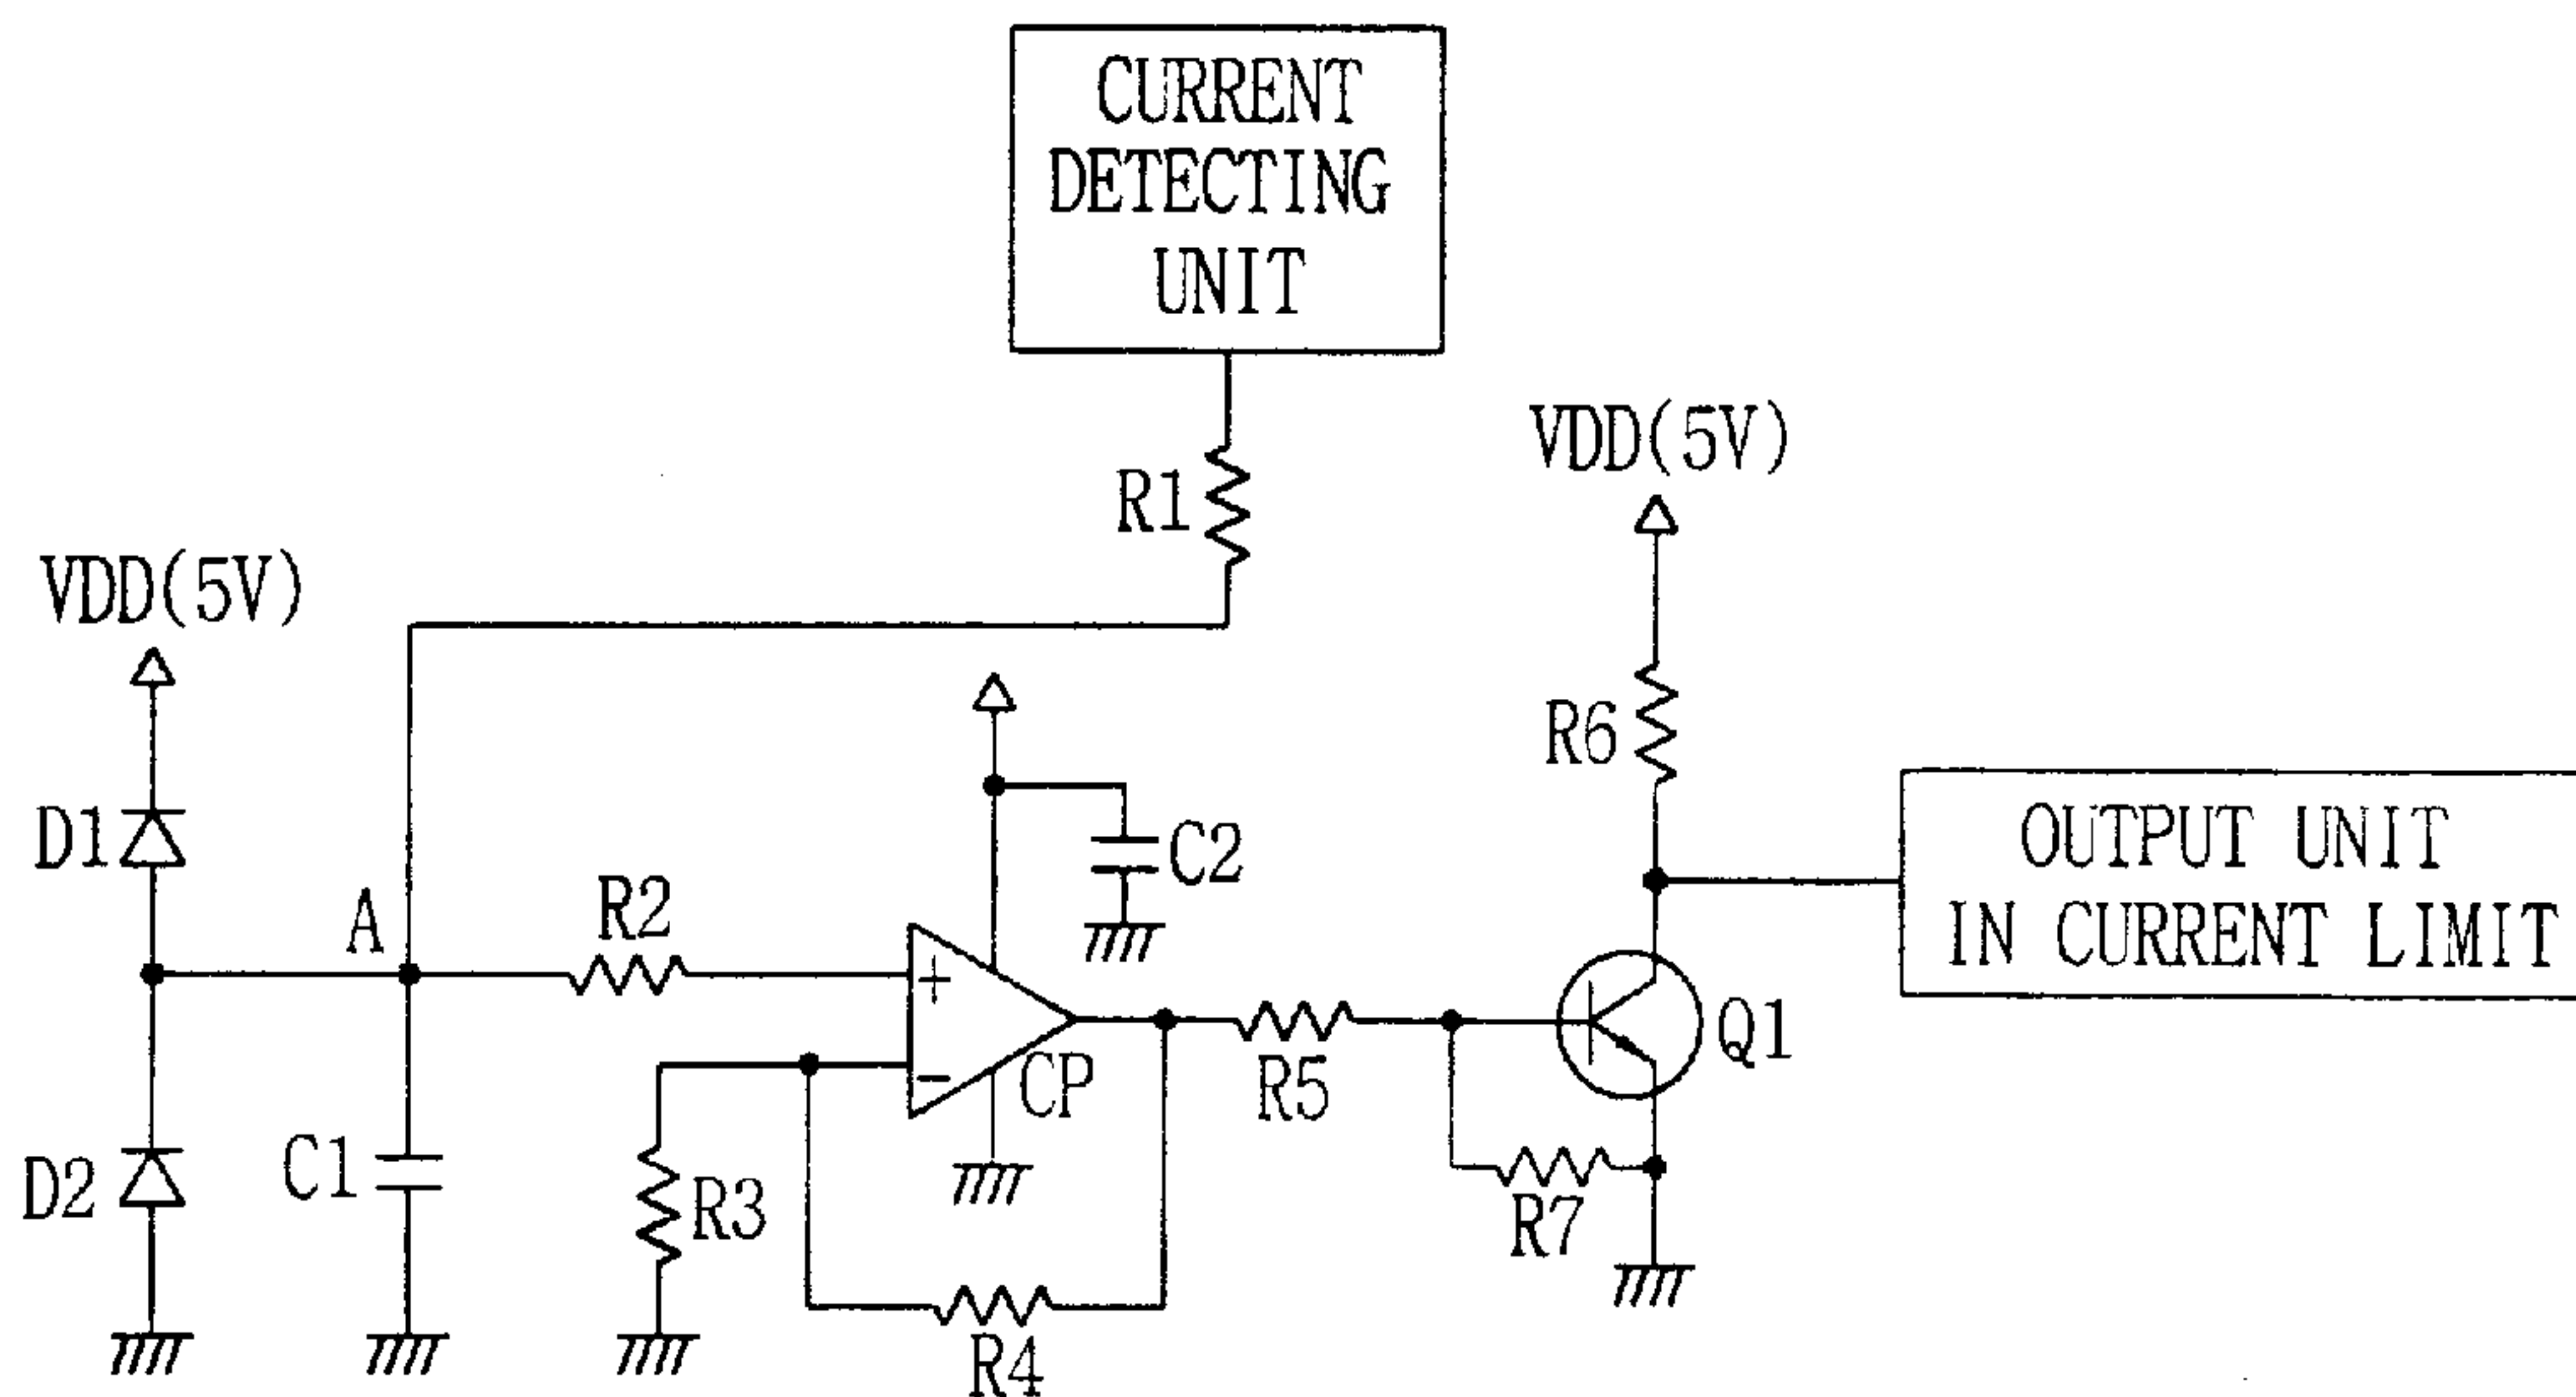 CURRENT
DETECTING
UNIT
VDD(5V)
R1
VDD(5V)
R6
D1
A
R2
C2
OUTPUT UNIT
IN CURRENT LIMIT
+
-
CP
R5
Q1
D2
C1
R3
R7
R4